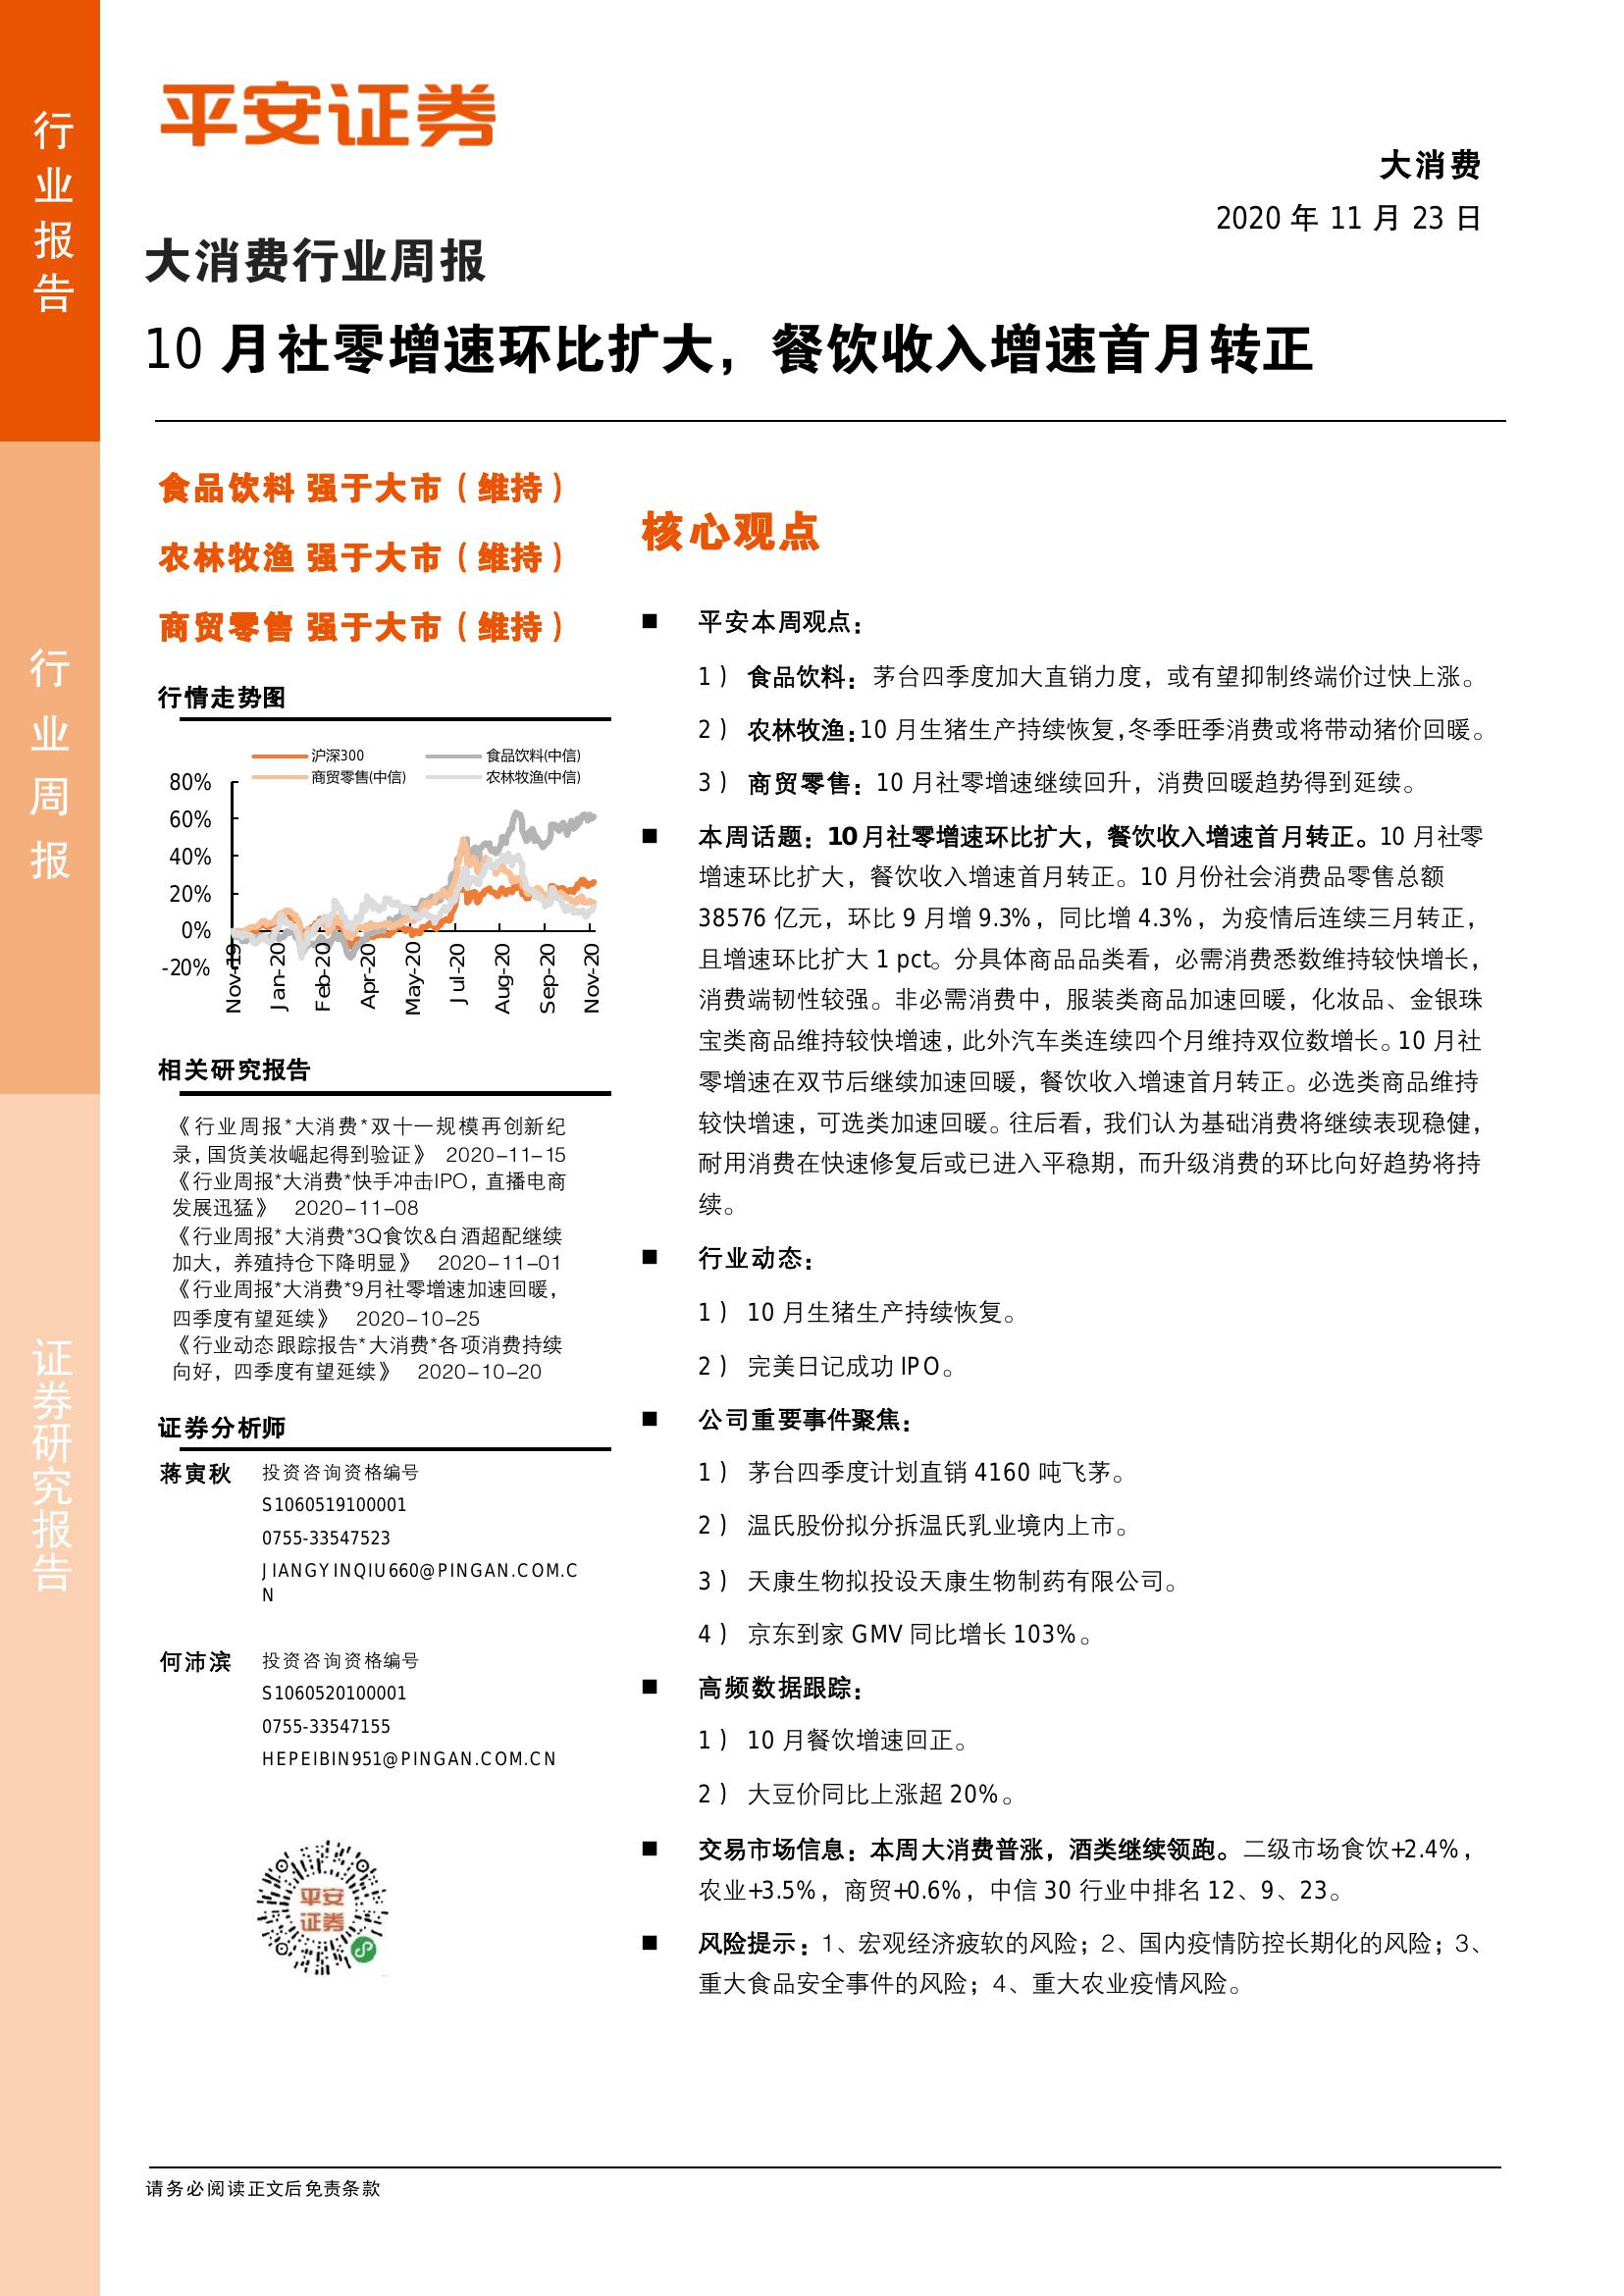 行业报告
行业周报
证券研究报告
平安证券
大消费
2020 年 11 月 23 日
大消费行业周报
10 月社零增速环比扩大，餐饮收入增速首月转正
食品饮料 强于大市（维持）
农林牧渔 强于大市（维持）
商贸零售 强于大市（维持）
行情走势图
沪深300 食品饮料(中信)
商贸零售(中信) 农林牧渔(中信)
80%
60%
40%
20%
0%
-20%
Nov-19 Jan-20 Feb-20 Apr-20 May-20 Jul-20 Aug-20 Sep-20 Nov-20
相关研究报告
《行业周报*大消费*双十一规模再创新纪
录，国货美妆崛起得到验证》 2020-11-15
《行业周报*大消费*快手冲击IPO，直播电商
发展迅猛》 2020-11-08
《行业周报*大消费*3Q食饮&白酒超配继续
加大，养殖持仓下降明显》 2020-11-01
《行业周报*大消费*9月社零增速加速回暖，
四季度有望延续》 2020-10-25
《行业动态跟踪报告*大消费*各项消费持续
向好，四季度有望延续》 2020-10-20
证券分析师
蒋寅秋 投资咨询资格编号
S1060519100001
0755-33547523
JIANGYINQIU660@PINGAN.COM.C
N
何沛滨 投资咨询资格编号
S1060520100001
0755-33547155
HEPEIBIN951@PINGAN.COM.CN
平安
证券
核心观点
■ 平安本周观点：
1） 食品饮料：茅台四季度加大直销力度，或有望抑制终端价过快上涨。
2） 农林牧渔：10 月生猪生产持续恢复，冬季旺季消费或将带动猪价回暖。
3） 商贸零售：10 月社零增速继续回升，消费回暖趋势得到延续。
■ 本周话题：10 月社零增速环比扩大，餐饮收入增速首月转正。10 月社零
增速环比扩大，餐饮收入增速首月转正。10 月份社会消费品零售总额
38576 亿元，环比 9 月增 9.3%，同比增 4.3%，为疫情后连续三月转正，
且增速环比扩大 1 pct。分具体商品品类看，必需消费悉数维持较快增长，
消费端韧性较强。非必需消费中，服装类商品加速回暖，化妆品、金银珠
宝类商品维持较快增速，此外汽车类连续四个月维持双位数增长。10 月社
零增速在双节后继续加速回暖，餐饮收入增速首月转正。必选类商品维持
较快增速，可选类加速回暖。往后看，我们认为基础消费将继续表现稳健，
耐用消费在快速修复后或已进入平稳期，而升级消费的环比向好趋势将持
续。
■ 行业动态：
1） 10 月生猪生产持续恢复。
2） 完美日记成功 IPO。
■ 公司重要事件聚焦：
1） 茅台四季度计划直销 4160 吨飞茅。
2） 温氏股份拟分拆温氏乳业境内上市。
3） 天康生物拟投设天康生物制药有限公司。
4） 京东到家 GMV 同比增长 103%。
■ 高频数据跟踪：
1） 10 月餐饮增速回正。
2） 大豆价同比上涨超 20%。
■ 交易市场信息：本周大消费普涨，酒类继续领跑。二级市场食饮+2.4%，
农业+3.5%，商贸+0.6%，中信 30 行业中排名 12、9、23。
■ 风险提示：1、宏观经济疲软的风险；2、国内疫情防控长期化的风险；3、
重大食品安全事件的风险；4、重大农业疫情风险。
请务必阅读正文后免责条款